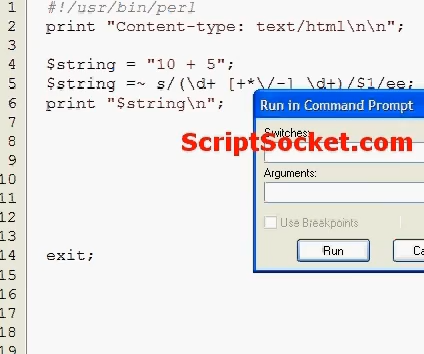 1 #!/usr/bin/perl
2 print "Content-type: text/html\n\n";
3
4 $string = "10 + 5";
5 $string =~ s/(\d+ [+*\/-] \d+)/$1/ee;
6 print "$string\n";
Run in Command Prompt
7
Switches:
8
ScriptSocket.com
9
Arguments:
10
11
12
Use Breakpoints
13
Run
Ca
14 exit;
15
16
17
18
19